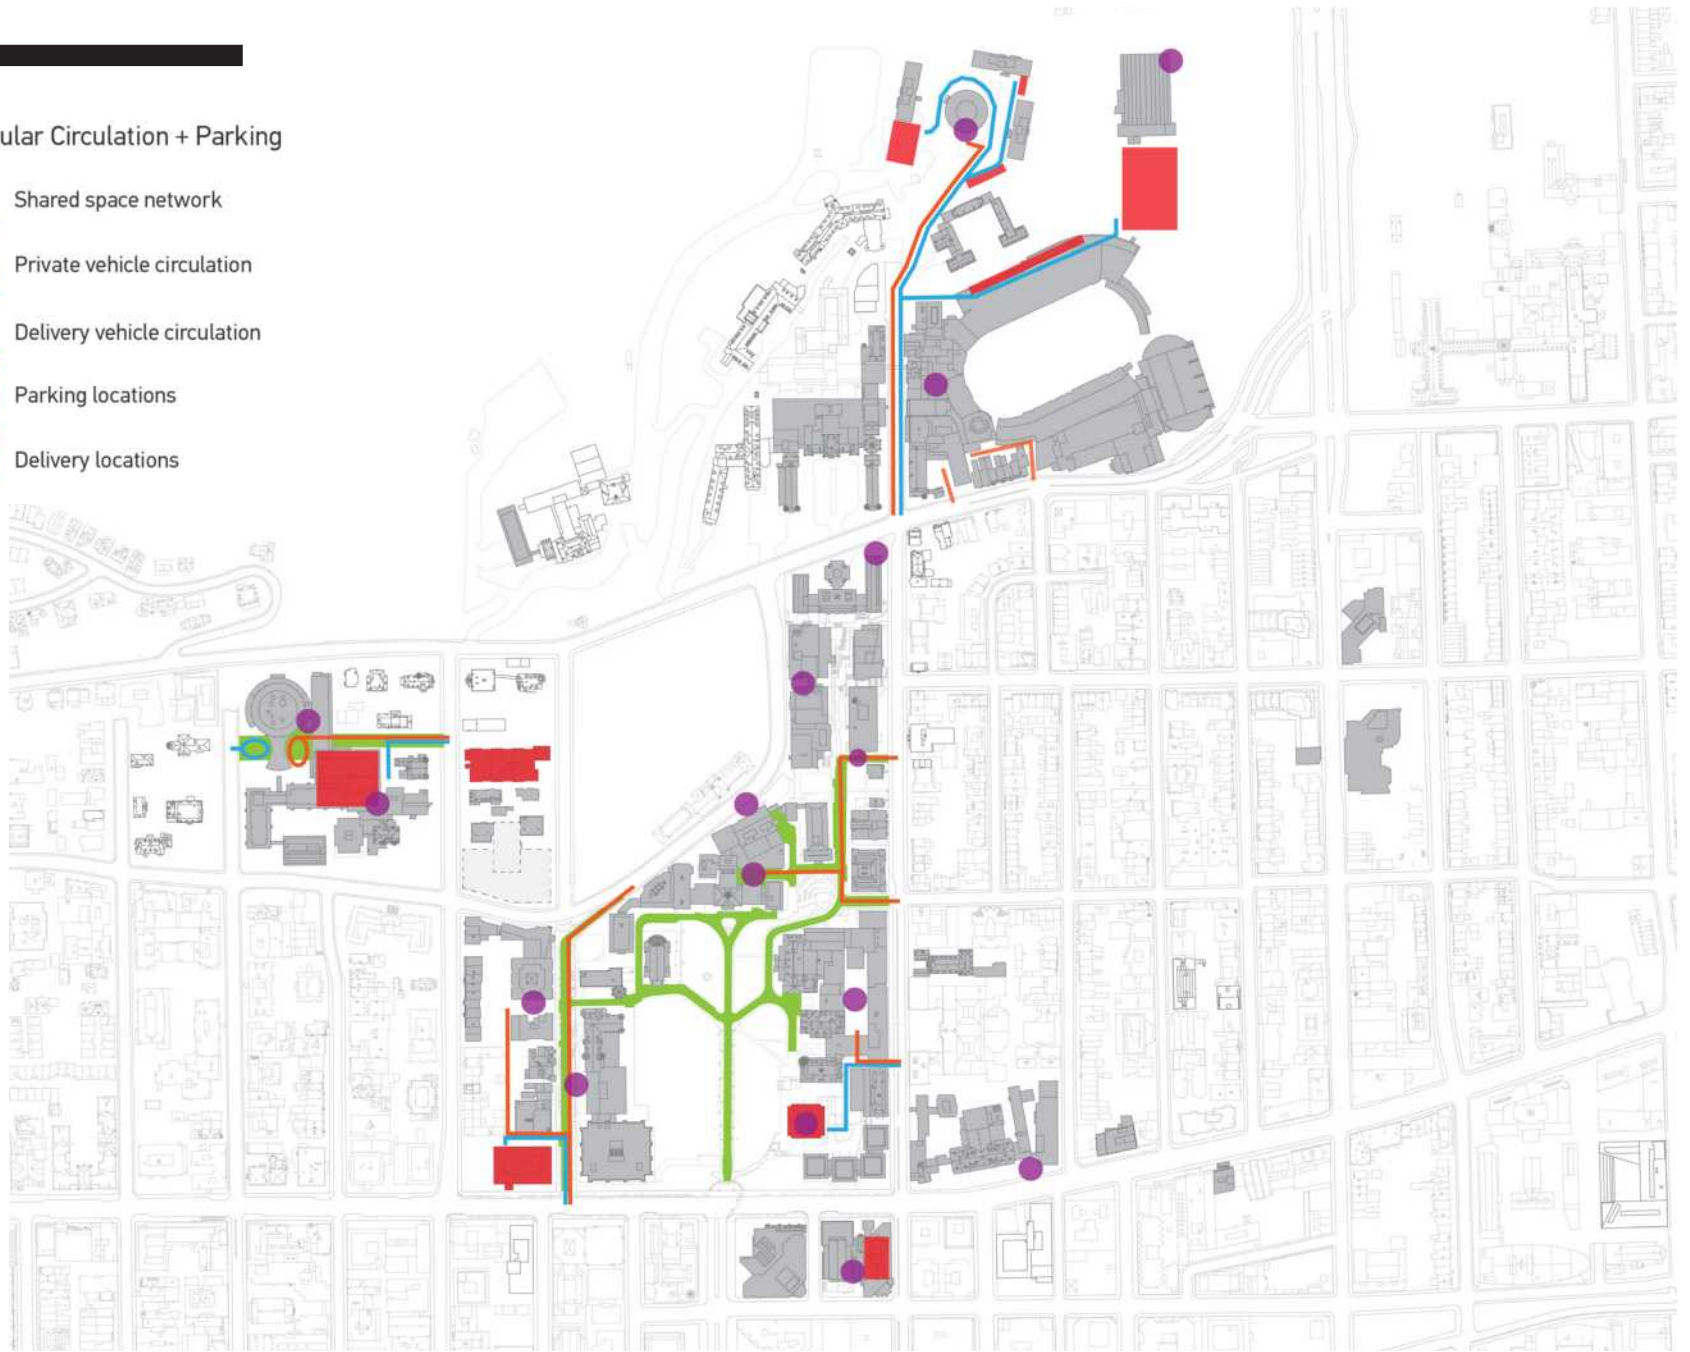 ular Circulation + Parking
Shared space network
Private vehicle circulation
Delivery vehicle circulation
Parking locations
Delivery locations